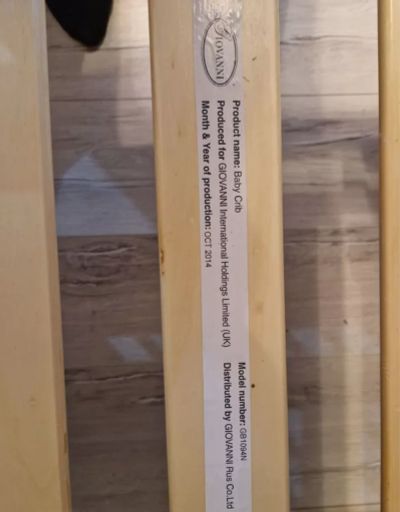 GIOVANNI
Product name: Baby Crib
Model number: GB1094N
Produced for GIOVANNI International Holdings Limited (UK)
Distributed by GIOVANNI Rus Co.Ltd
Month & Year of production: OCT 2014